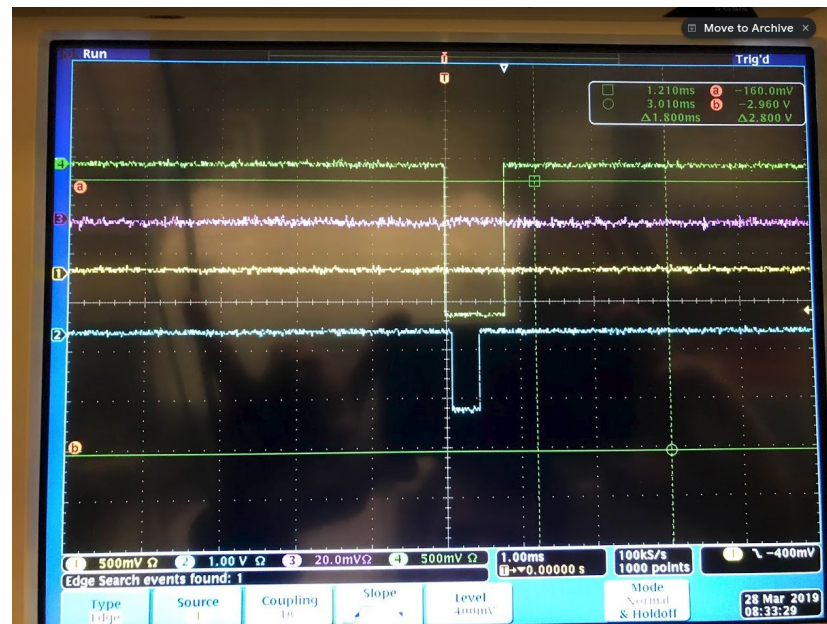 Move to Archive ×
Run
Trig'd
1.210ms a −160.0mV
3.010ms b −2.960 V
Δ1.800ms Δ2.800 V
4
a
3
1
2
b
1 500mV Ω 2 1.00 V Ω 3 20.0mVΩ 4 500mV Ω
Edge Search events found: 1
1.00ms
T→▼0.00000 s
100kS/s
1000 points
−400mV
Type
Edge
Source
Coupling
Slope
Level
Mode
Normal
& Holdoff
28 Mar 2019
08:33:29